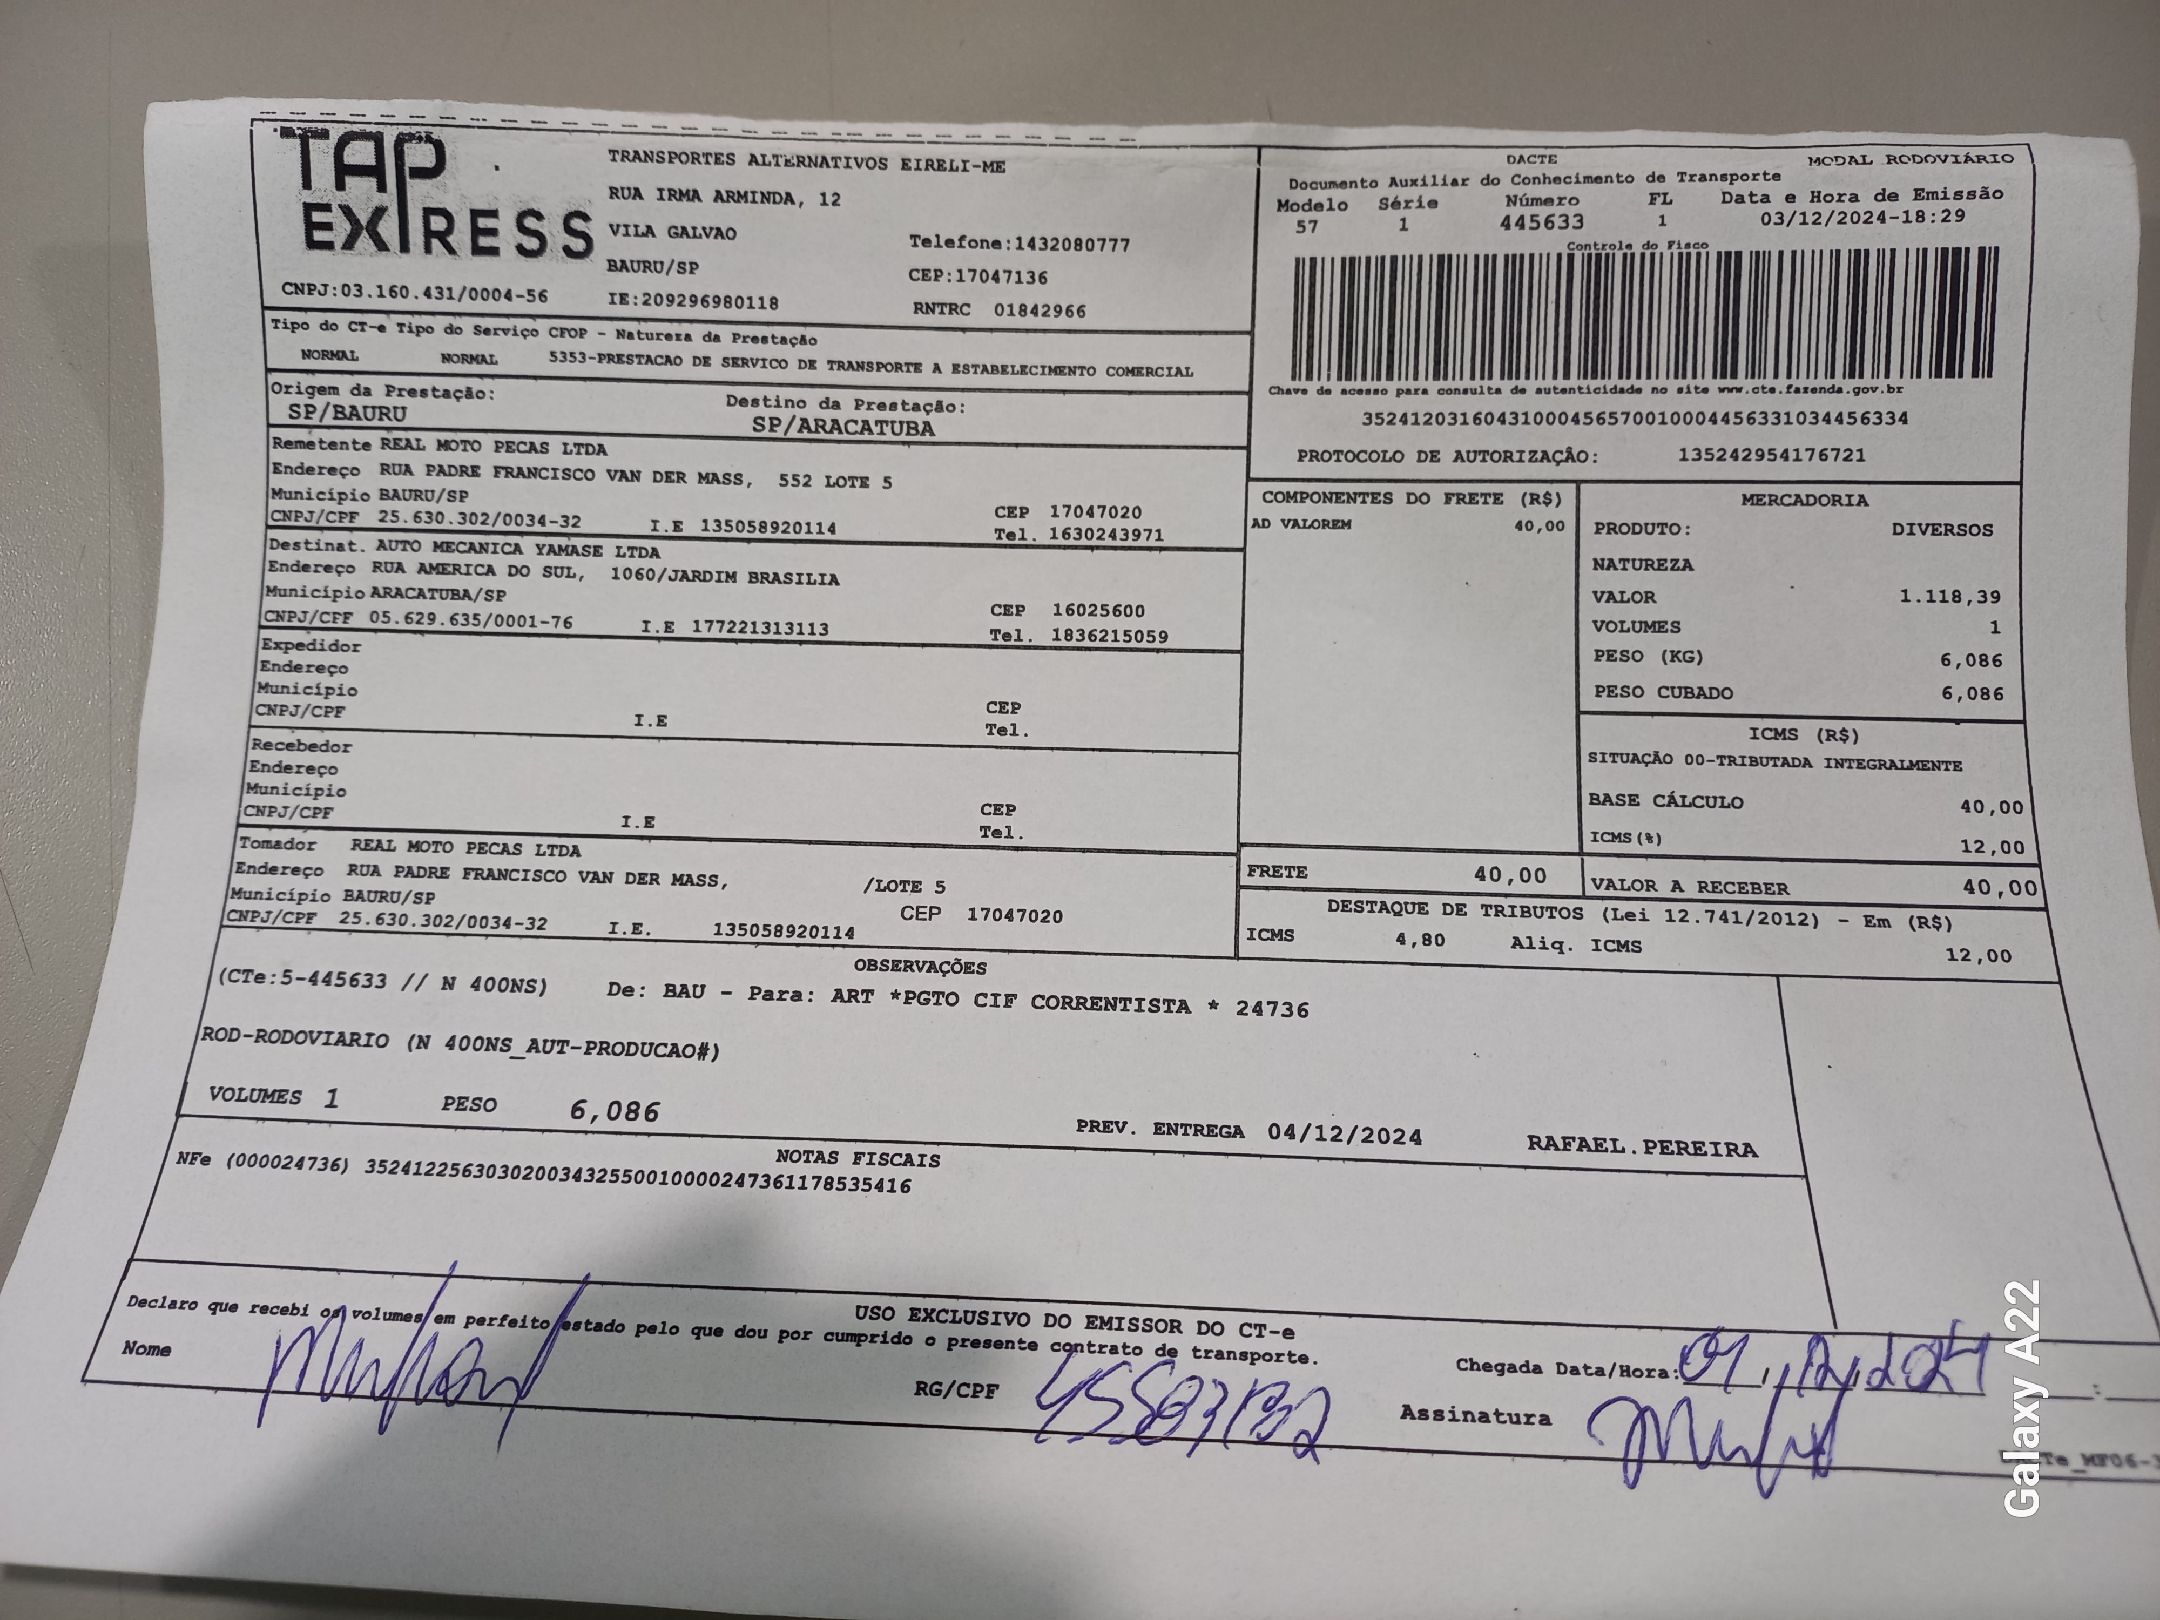 TAP EXPRESS
TRANSPORTES ALTERNATIVOS EIRELI-ME
RUA IRMA ARMINDA, 12
VILA GALVAO
Telefone:1432080777
BAURU/SP
CEP:17047136
CNPJ:03.160.431/0004-56
IE:209296980118
RNTRC 01842966
DACTE
MODAL RODOVIÁRIO
Documento Auxiliar do Conhecimento de Transporte
Modelo Série Número FL Data e Hora de Emissão
57 1 445633 1 03/12/2024-18:29
Controle do Fisco
Chave de acesso para consulta de autenticidade no site www.cte.fazenda.gov.br
35241203160431000456570010004456331034456334
PROTOCOLO DE AUTORIZAÇÃO: 135242954176721
Tipo do CT-e Tipo do Serviço CFOP - Natureza da Prestação
NORMAL NORMAL 5353-PRESTACAO DE SERVICO DE TRANSPORTE A ESTABELECIMENTO COMERCIAL
Origem da Prestação: Destino da Prestação:
SP/BAURU SP/ARACATUBA
Remetente REAL MOTO PECAS LTDA
Endereço RUA PADRE FRANCISCO VAN DER MASS, 552 LOTE 5
Município BAURU/SP CEP 17047020
CNPJ/CPF 25.630.302/0034-32 I.E 135058920114 Tel. 1630243971
Destinat. AUTO MECANICA YAMASE LTDA
Endereço RUA AMERICA DO SUL, 1060/JARDIM BRASILIA
Município ARACATUBA/SP CEP 16025600
CNPJ/CPF 05.629.635/0001-76 I.E 177221313113 Tel. 1836215059
Expedidor
Endereço
Município CEP
CNPJ/CPF I.E Tel.
Recebedor
Endereço
Município CEP
CNPJ/CPF I.E Tel.
Tomador REAL MOTO PECAS LTDA
Endereço RUA PADRE FRANCISCO VAN DER MASS, /LOTE 5
Município BAURU/SP CEP 17047020
CNPJ/CPF 25.630.302/0034-32 I.E. 135058920114
COMPONENTES DO FRETE (R$)
AD VALOREM 40,00
MERCADORIA
PRODUTO: DIVERSOS
NATUREZA
VALOR 1.118,39
VOLUMES 1
PESO (KG) 6,086
PESO CUBADO 6,086
ICMS (R$)
SITUAÇÃO 00-TRIBUTADA INTEGRALMENTE
BASE CÁLCULO 40,00
ICMS(%) 12,00
FRETE 40,00 VALOR A RECEBER 40,00
DESTAQUE DE TRIBUTOS (Lei 12.741/2012) - Em (R$)
ICMS 4,80 Aliq. ICMS 12,00
OBSERVAÇÕES
(CTe:5-445633 // N 400NS) De: BAU - Para: ART *PGTO CIF CORRENTISTA * 24736
ROD-RODOVIARIO (N 400NS_AUT-PRODUCAO#)
VOLUMES 1 PESO 6,086
PREV. ENTREGA 04/12/2024 RAFAEL.PEREIRA
NOTAS FISCAIS
NFe (000024736) 35241225630302003432550010000247361178535416
USO EXCLUSIVO DO EMISSOR DO CT-e
Declaro que recebi os volumes em perfeito estado pelo que dou por cumprido o presente contrato de transporte.
Nome
RG/CPF
Chegada Data/Hora:
Assinatura
Galaxy A22